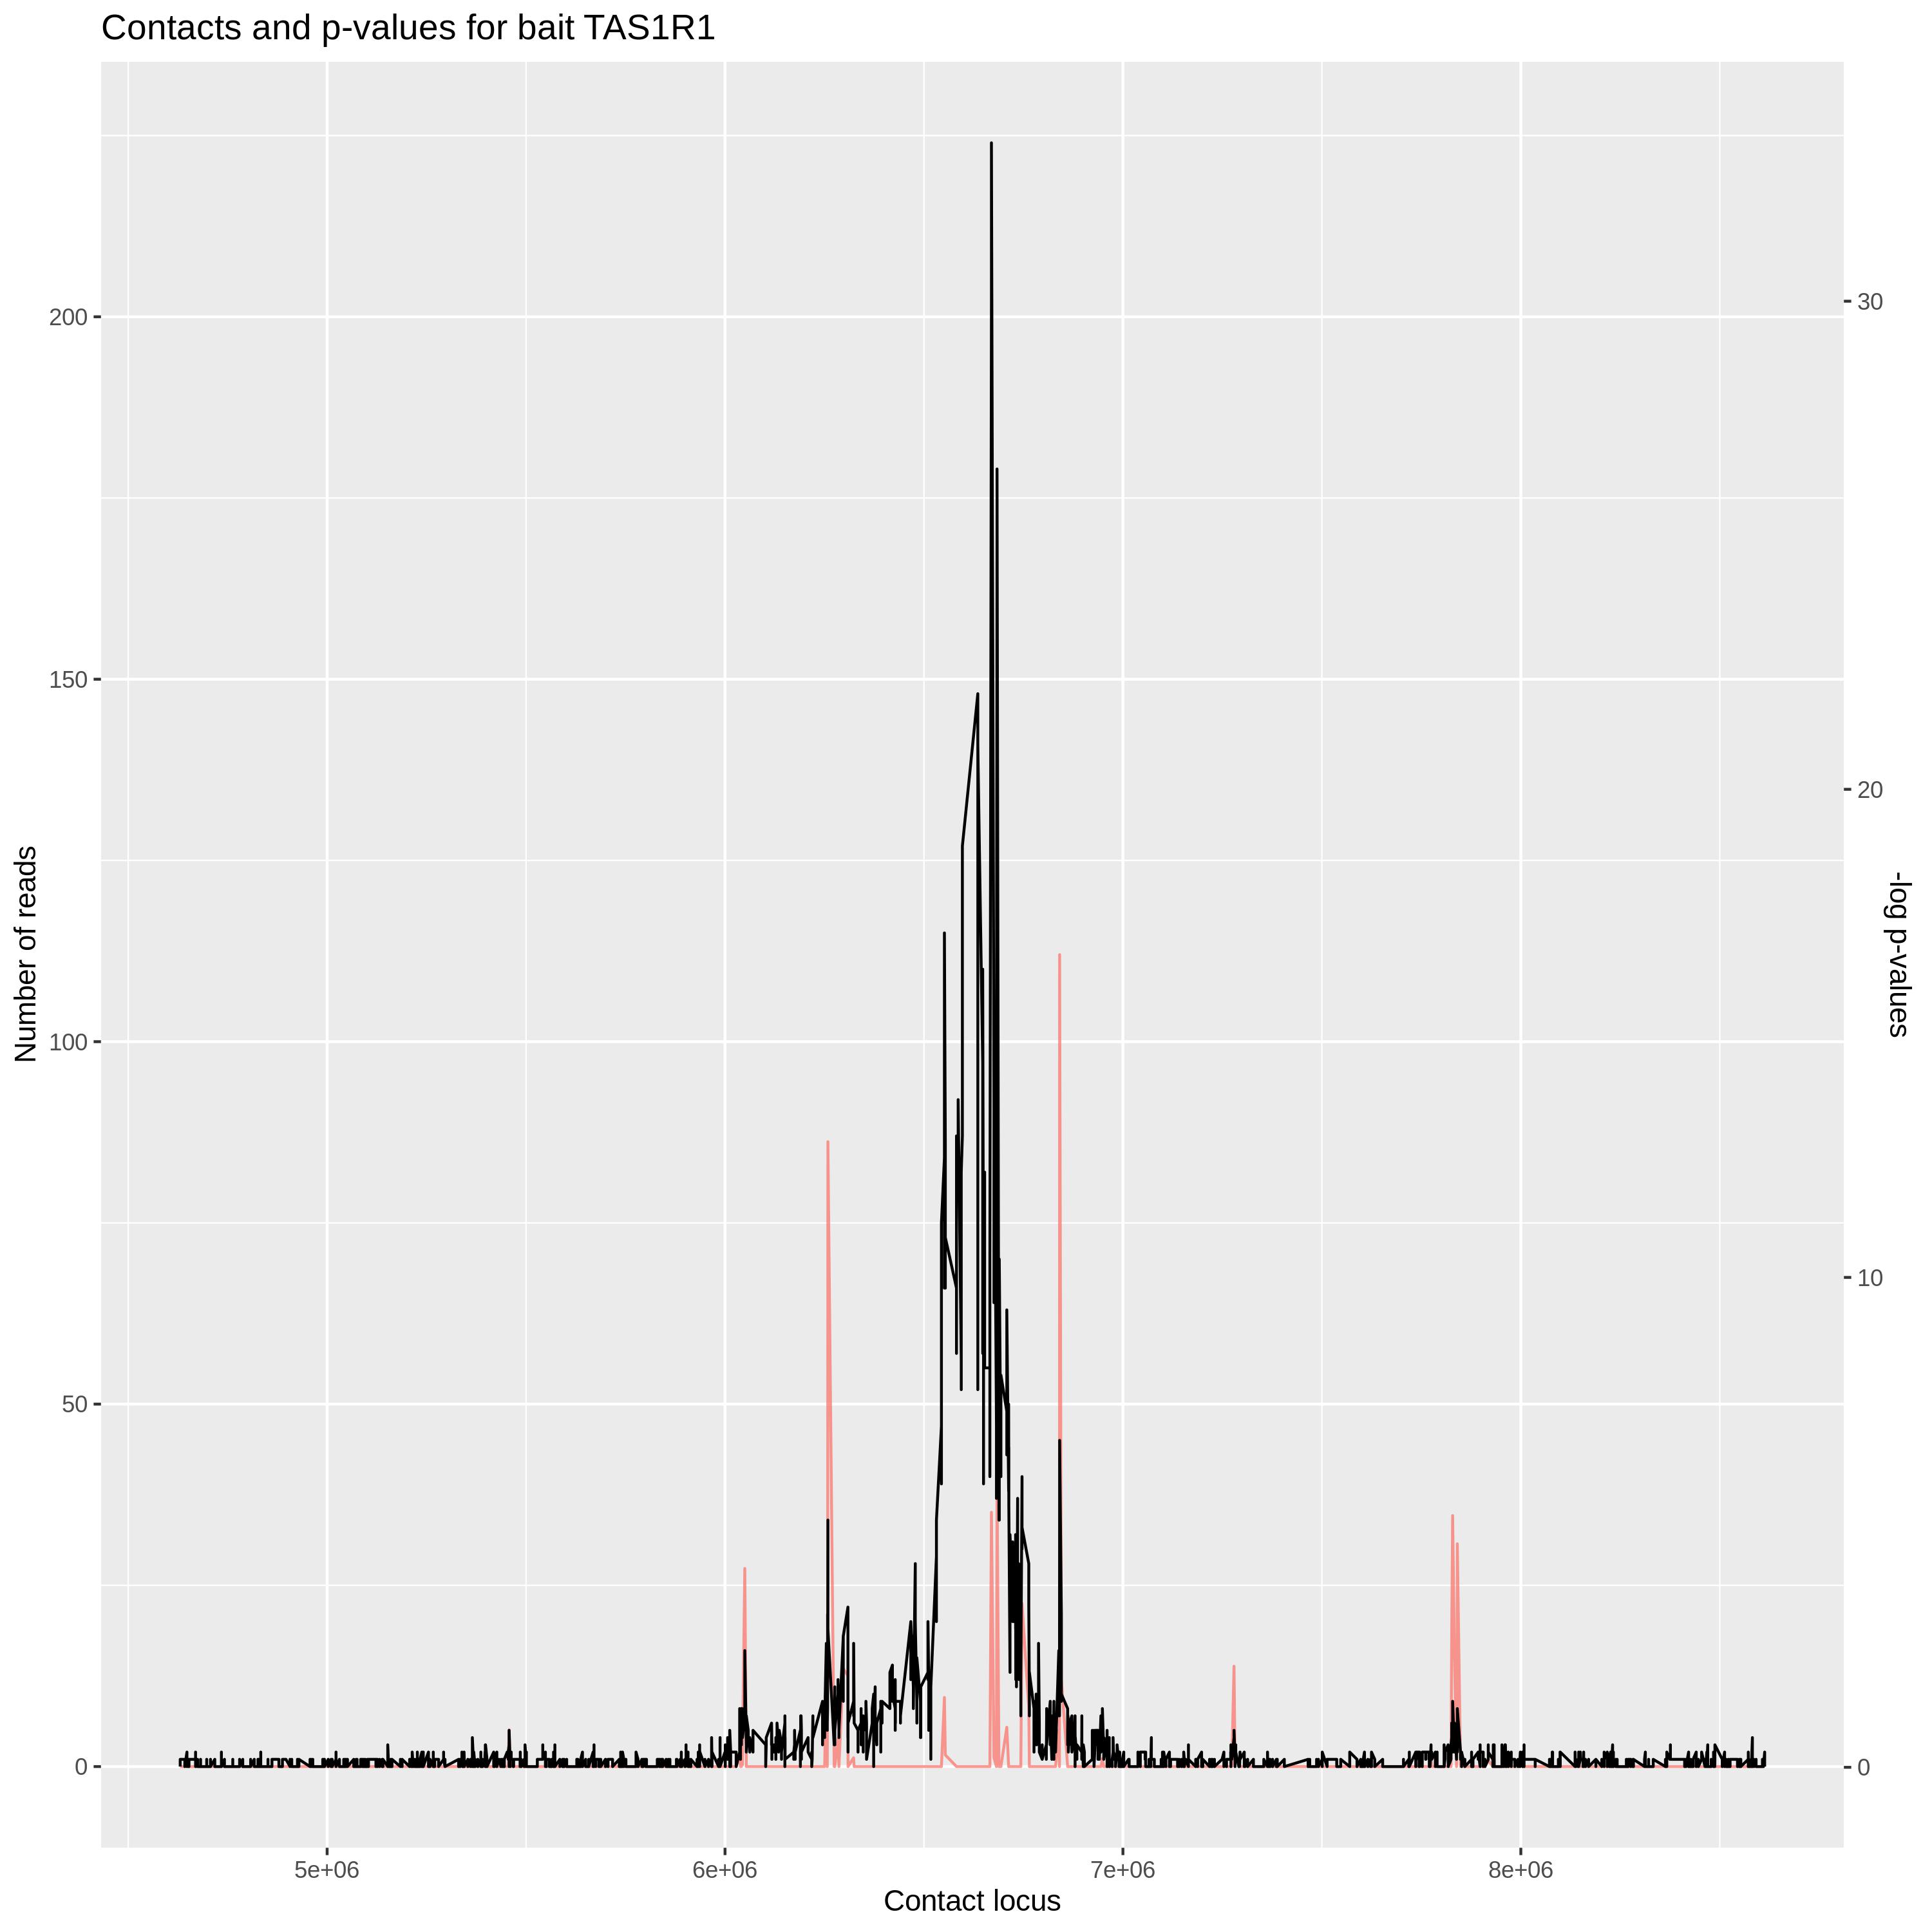 Contacts and p-values for bait TAS1R1
200
150
100
50
0
30
20
10
0
Number of reads
-log p-values
5e+06
6e+06
7e+06
8e+06
Contact locus